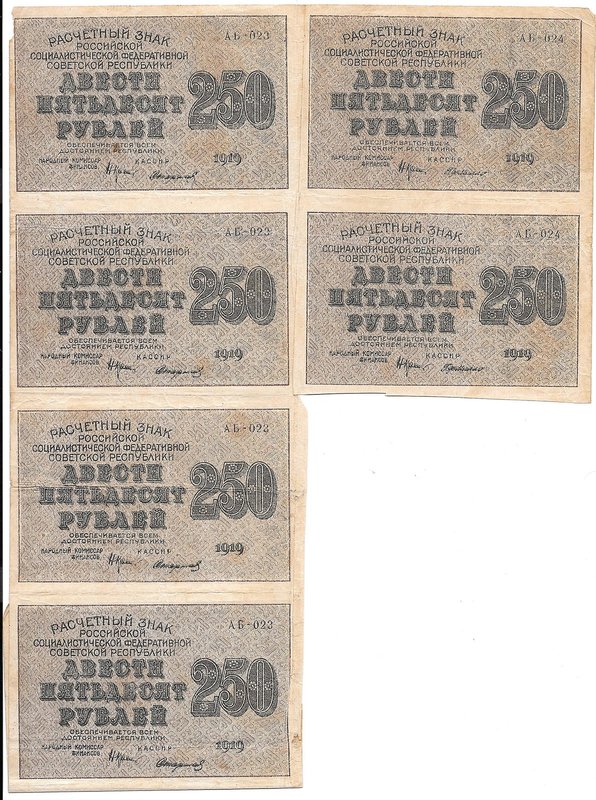 РАСЧЕТНЫЙ ЗНАК АБ-023
РОССИЙСКОЙ
СОЦИАЛИСТИЧЕСКОЙ ФЕДЕРАТИВНОЙ
СОВЕТСКОЙ РЕСПУБЛИКИ
ДВЕСТИ
ПЯТЬДЕСЯТ 250
РУБЛЕЙ
ОБЕСПЕЧИВАЕТСЯ ВСЕМ
ДОСТОЯНИЕМ РЕСПУБЛИКИ
НАРОДНЫЙ КОМИССАР КАССИР 1919
ФИНАНСОВ
РАСЧЕТНЫЙ ЗНАК АБ-024
РОССИЙСКОЙ
СОЦИАЛИСТИЧЕСКОЙ ФЕДЕРАТИВНОЙ
СОВЕТСКОЙ РЕСПУБЛИКИ
ДВЕСТИ
ПЯТЬДЕСЯТ 250
РУБЛЕЙ
ОБЕСПЕЧИВАЕТСЯ ВСЕМ
ДОСТОЯНИЕМ РЕСПУБЛИКИ
НАРОДНЫЙ КОМИССАР КАССИР 1919
ФИНАНСОВ
РАСЧЕТНЫЙ ЗНАК АБ-023
РОССИЙСКОЙ
СОЦИАЛИСТИЧЕСКОЙ ФЕДЕРАТИВНОЙ
СОВЕТСКОЙ РЕСПУБЛИКИ
ДВЕСТИ
ПЯТЬДЕСЯТ 250
РУБЛЕЙ
ОБЕСПЕЧИВАЕТСЯ ВСЕМ
ДОСТОЯНИЕМ РЕСПУБЛИКИ
НАРОДНЫЙ КОМИССАР КАССИР 1919
ФИНАНСОВ
РАСЧЕТНЫЙ ЗНАК АБ-024
РОССИЙСКОЙ
СОЦИАЛИСТИЧЕСКОЙ ФЕДЕРАТИВНОЙ
СОВЕТСКОЙ РЕСПУБЛИКИ
ДВЕСТИ
ПЯТЬДЕСЯТ 250
РУБЛЕЙ
ОБЕСПЕЧИВАЕТСЯ ВСЕМ
ДОСТОЯНИЕМ РЕСПУБЛИКИ
НАРОДНЫЙ КОМИССАР КАССИР 1919
ФИНАНСОВ
РАСЧЕТНЫЙ ЗНАК АБ-023
РОССИЙСКОЙ
СОЦИАЛИСТИЧЕСКОЙ ФЕДЕРАТИВНОЙ
СОВЕТСКОЙ РЕСПУБЛИКИ
ДВЕСТИ
ПЯТЬДЕСЯТ 250
РУБЛЕЙ
ОБЕСПЕЧИВАЕТСЯ ВСЕМ
ДОСТОЯНИЕМ РЕСПУБЛИКИ
НАРОДНЫЙ КОМИССАР КАССИР 1919
ФИНАНСОВ
РАСЧЕТНЫЙ ЗНАК АБ-023
РОССИЙСКОЙ
СОЦИАЛИСТИЧЕСКОЙ ФЕДЕРАТИВНОЙ
СОВЕТСКОЙ РЕСПУБЛИКИ
ДВЕСТИ
ПЯТЬДЕСЯТ 250
РУБЛЕЙ
ОБЕСПЕЧИВАЕТСЯ ВСЕМ
ДОСТОЯНИЕМ РЕСПУБЛИКИ
НАРОДНЫЙ КОМИССАР КАССИР 1919
ФИНАНСОВ